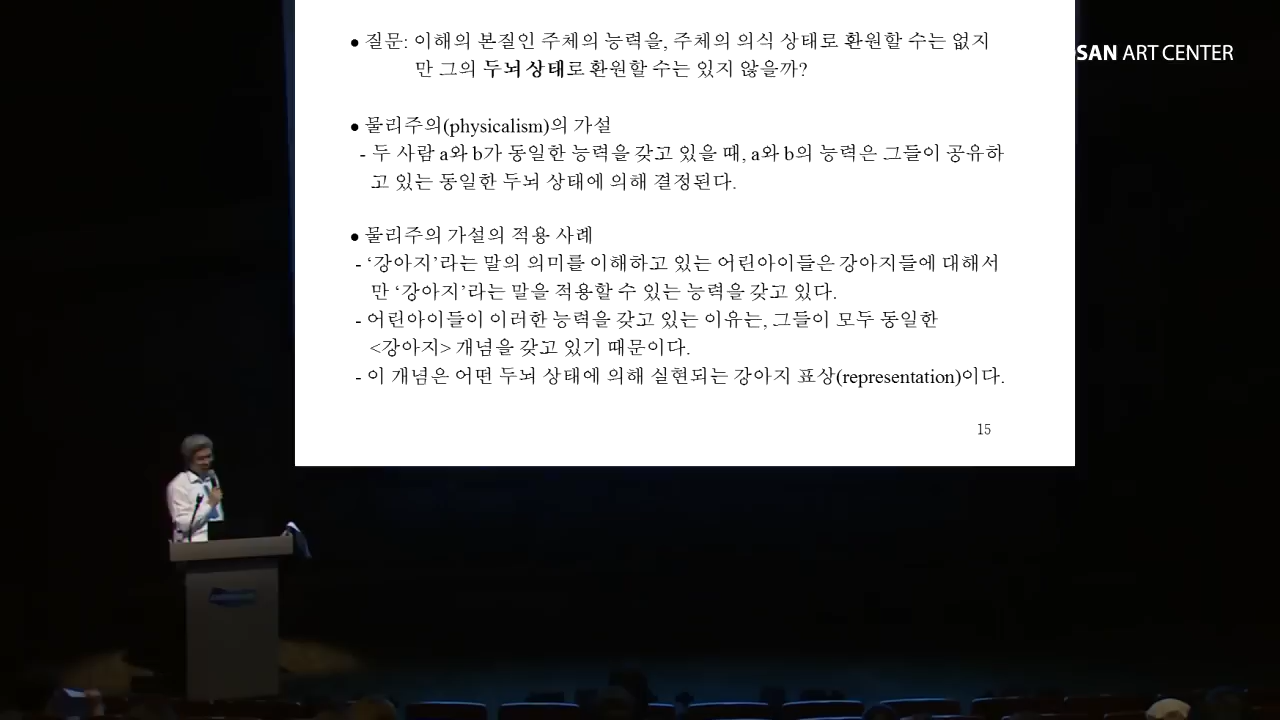 ● 질문: 이해의 본질인 주체의 능력을, 주체의 의식 상태로 환원할 수는 없지
만 그의 두뇌 상태로 환원할 수는 있지 않을까?
● 물리주의(physicalism)의 가설
- 두 사람 a와 b가 동일한 능력을 갖고 있을 때, a와 b의 능력은 그들이 공유하
고 있는 동일한 두뇌 상태에 의해 결정된다.
● 물리주의 가설의 적용 사례
- ‘강아지’라는 말의 의미를 이해하고 있는 어린아이들은 강아지들에 대해서
만 ‘강아지’라는 말을 적용할 수 있는 능력을 갖고 있다.
- 어린아이들이 이러한 능력을 갖고 있는 이유는, 그들이 모두 동일한
<강아지> 개념을 갖고 있기 때문이다.
- 이 개념은 어떤 두뇌 상태에 의해 실현되는 강아지 표상(representation)이다.
15
SAN ART CENTER